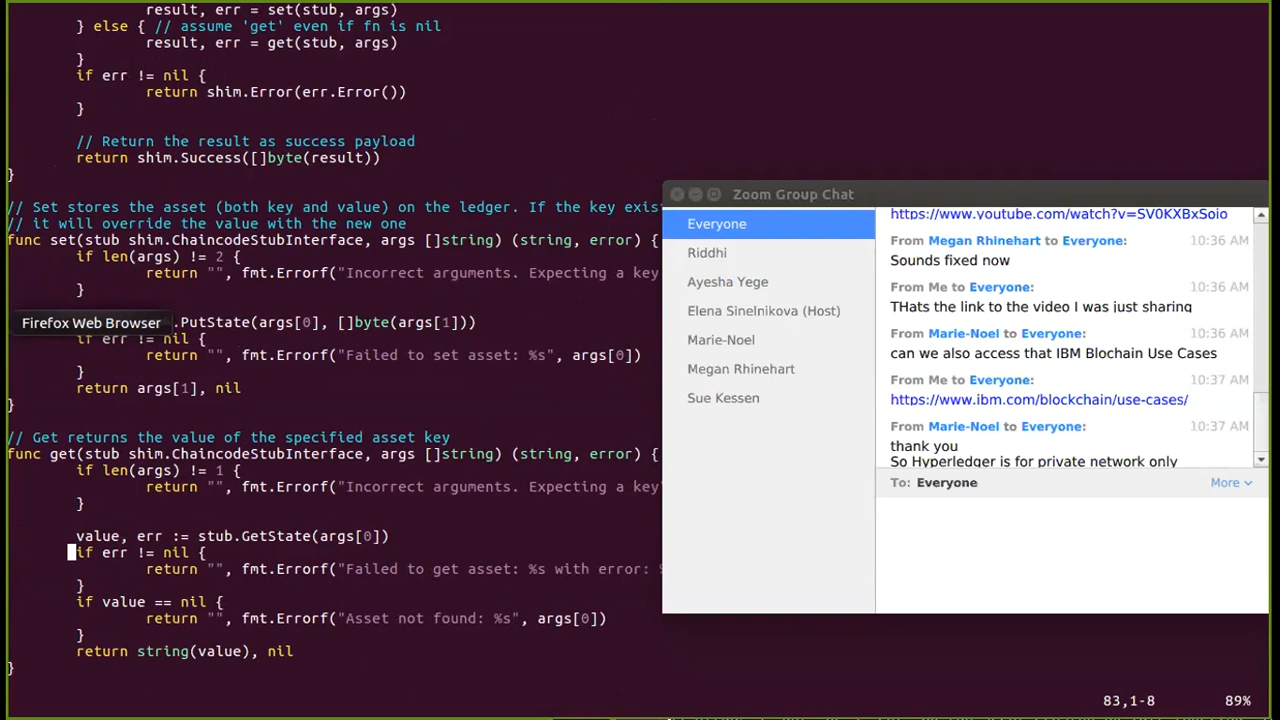 result, err = set(stub, args)
} else { // assume 'get' even if fn is nil
result, err = get(stub, args)
}
if err != nil {
return shim.Error(err.Error())
}
// Return the result as success payload
return shim.Success([]byte(result))
}
// Set stores the asset (both key and value) on the ledger. If the key exis
// it will override the value with the new one
func set(stub shim.ChaincodeStubInterface, args []string) (string, error) {
if len(args) != 2 {
return "", fmt.Errorf("Incorrect arguments. Expecting a key
}
Firefox Web Browser
.PutState(args[0], []byte(args[1]))
if err != nil {
return "", fmt.Errorf("Failed to set asset: %s", args[0])
}
return args[1], nil
}
// Get returns the value of the specified asset key
func get(stub shim.ChaincodeStubInterface, args []string) (string, error) {
if len(args) != 1 {
return "", fmt.Errorf("Incorrect arguments. Expecting a key"
}
value, err := stub.GetState(args[0])
if err != nil {
return "", fmt.Errorf("Failed to get asset: %s with error:
}
if value == nil {
return "", fmt.Errorf("Asset not found: %s", args[0])
}
return string(value), nil
}
83,1-8 89%
Zoom Group Chat
Everyone
Riddhi
Ayesha Yege
Elena Sinelnikova (Host)
Marie-Noel
Megan Rhinehart
Sue Kessen
https://www.youtube.com/watch?v=SV0KXBxSoio
From Megan Rhinehart to Everyone: 10:36 AM
Sounds fixed now
From Me to Everyone: 10:36 AM
THats the link to the video I was just sharing
From Marie-Noel to Everyone: 10:36 AM
can we also access that IBM Blochain Use Cases
From Me to Everyone: 10:37 AM
https://www.ibm.com/blockchain/use-cases/
From Marie-Noel to Everyone: 10:37 AM
thank you
So Hyperledger is for private network only
To: Everyone More